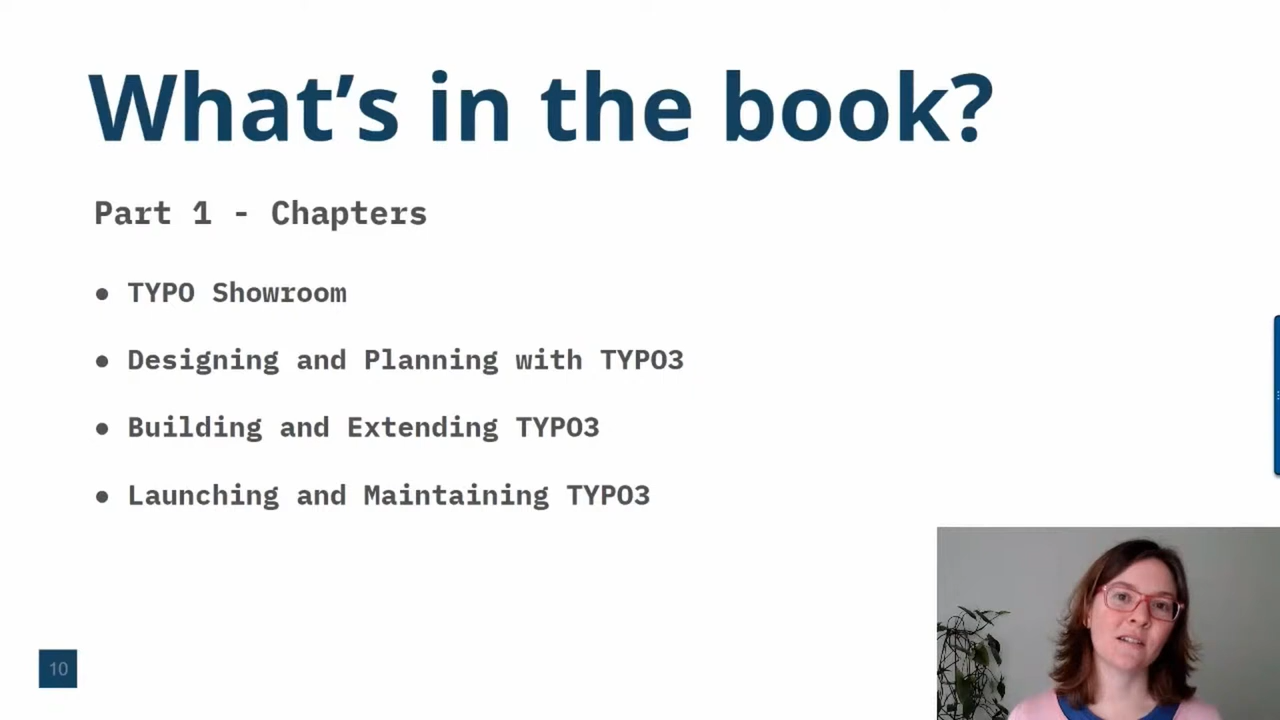 What's in the book?
Part 1 - Chapters
● TYPO Showroom
● Designing and Planning with TYPO3
● Building and Extending TYPO3
● Launching and Maintaining TYPO3
10